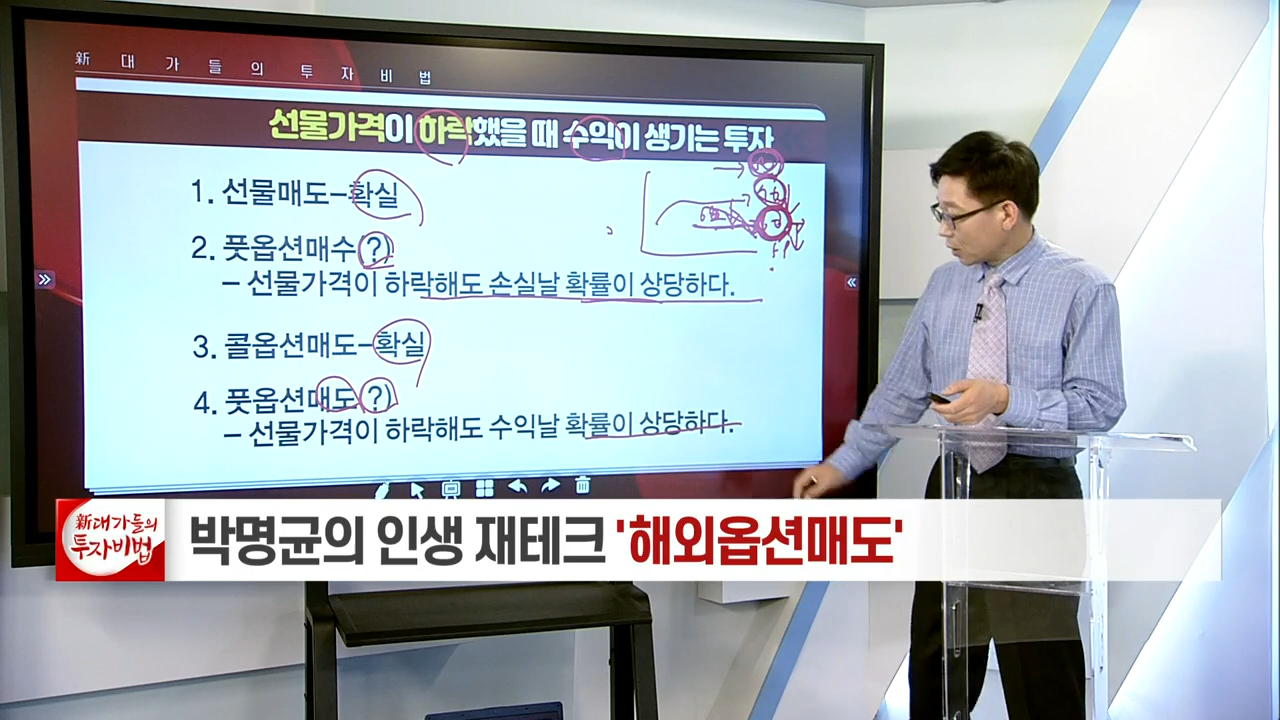 新 대 가 들 의 투 자 비 법
선물가격이 하락했을 때 수익이 생기는 투자
1. 선물매도-확실
2. 풋옵션매수(?)
- 선물가격이 하락해도 손실날 확률이 상당하다.
3. 콜옵션매도-확실
4. 풋옵션매도(?)
- 선물가격이 하락해도 수익날 확률이 상당하다.
新대가들의
투자비법
박명균의 인생 재테크 '해외옵션매도'